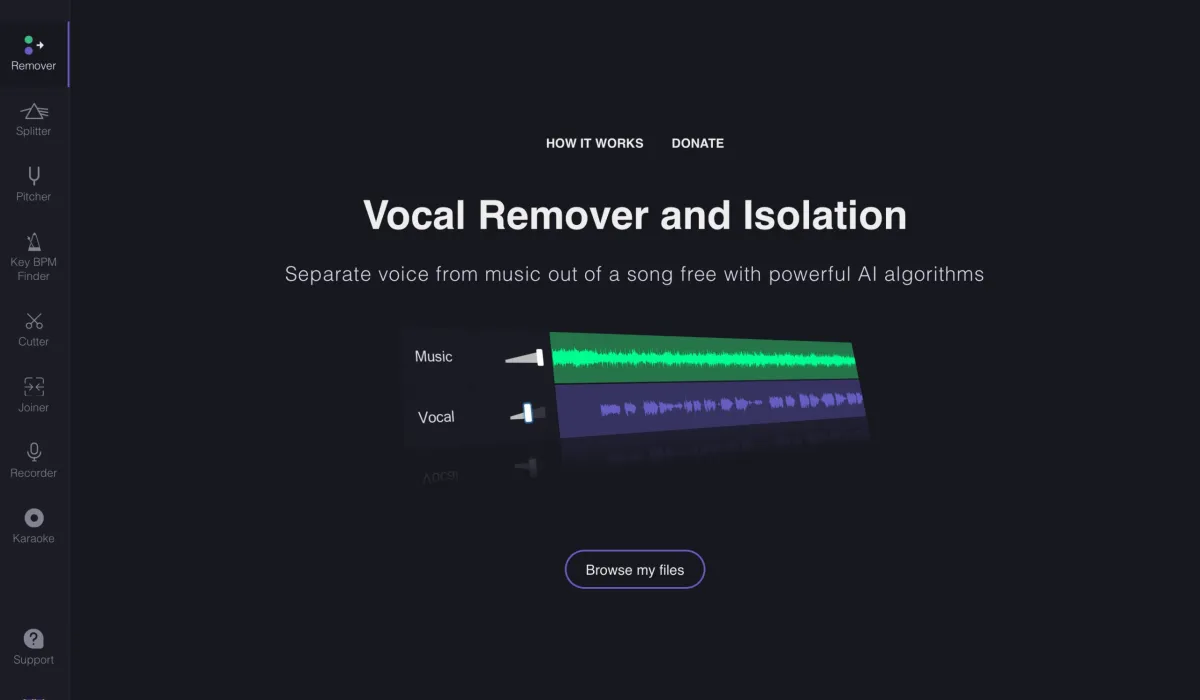 Remover
Splitter
Pitcher
Key BPM
Finder
Cutter
Joiner
Recorder
Karaoke
Support
HOW IT WORKS
DONATE
Vocal Remover and Isolation
Separate voice from music out of a song free with powerful AI algorithms
Music
Vocal
Browse my files